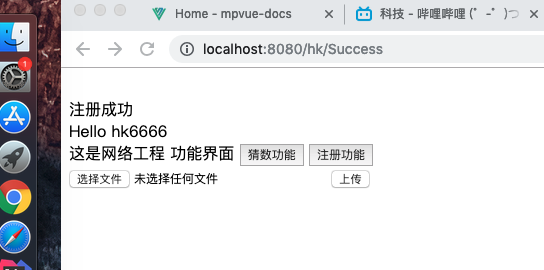 Home - mpvue-docs
科技 - 哔哩哔哩 (゜-゜)つ
localhost:8080/hk/Success
1
注册成功
Hello hk6666
这是网络工程 功能界面 猜数功能 注册功能
选择文件 未选择任何文件 上传